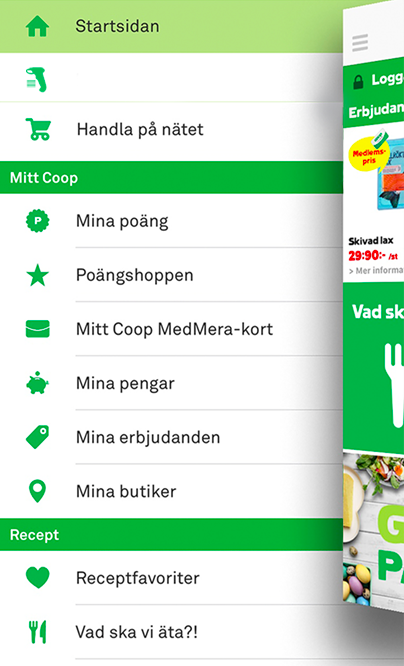 Startsidan
Handla på nätet
Mitt Coop
Mina poäng
P
Poängshoppen
Mitt Coop MedMera-kort
Mina pengar
Mina erbjudanden
Mina butiker
Recept
Receptfavoriter
Vad ska vi äta?!
Logg
Erbjudan
Medlems-
pris
Skivad lax
29:90:- /st
> Mer informa
Vad sk
G
PA